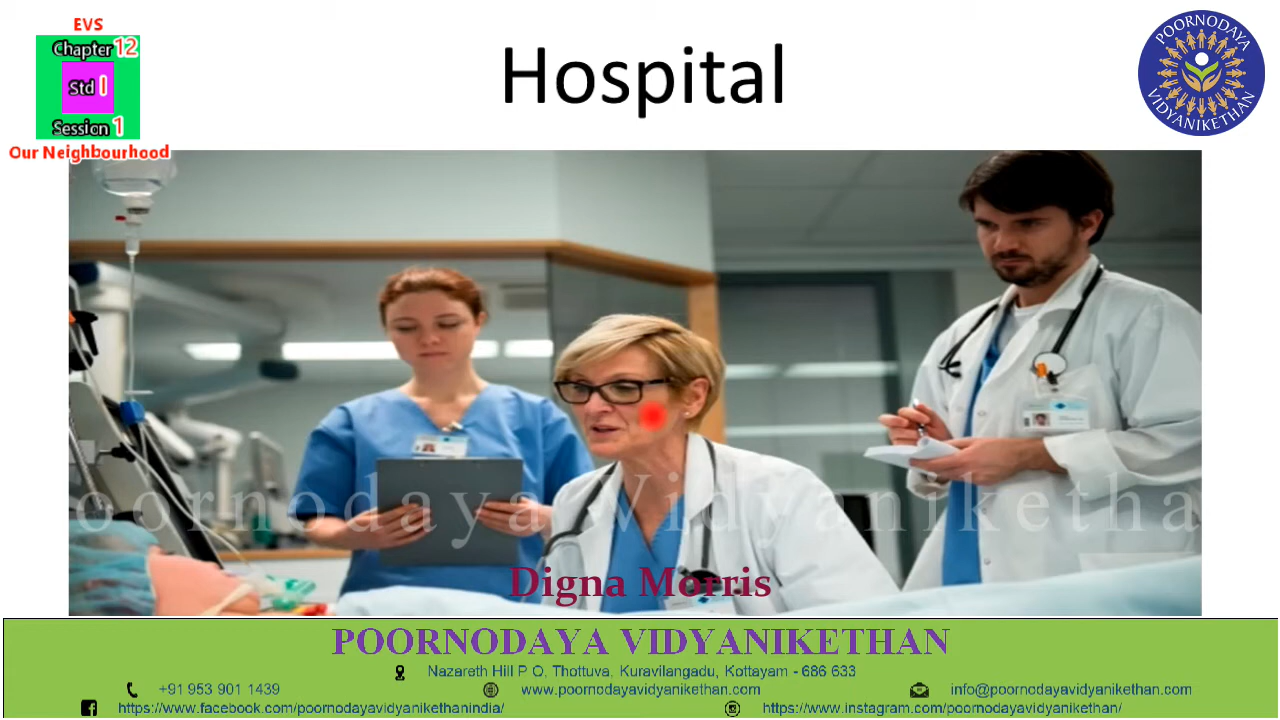 EVS
Chapter 12
Std I
Session 1
Our Neighbourhood
Hospital
POORNODAYA
VIDYANIKETHAN
oornodaya Vidyaniketha
Digna Morris
POORNODAYA VIDYANIKETHAN
Nazareth Hill P O, Thottuva, Kuravilangadu, Kottayam - 686 633
+91 953 901 1439
www.poornodayavidyanikethan.com
info@poornodayavidyanikethan.com
https://www.facebook.com/poornodayavidyanikethanindia/
https://www.instagram.com/poornodayavidyanikethan/